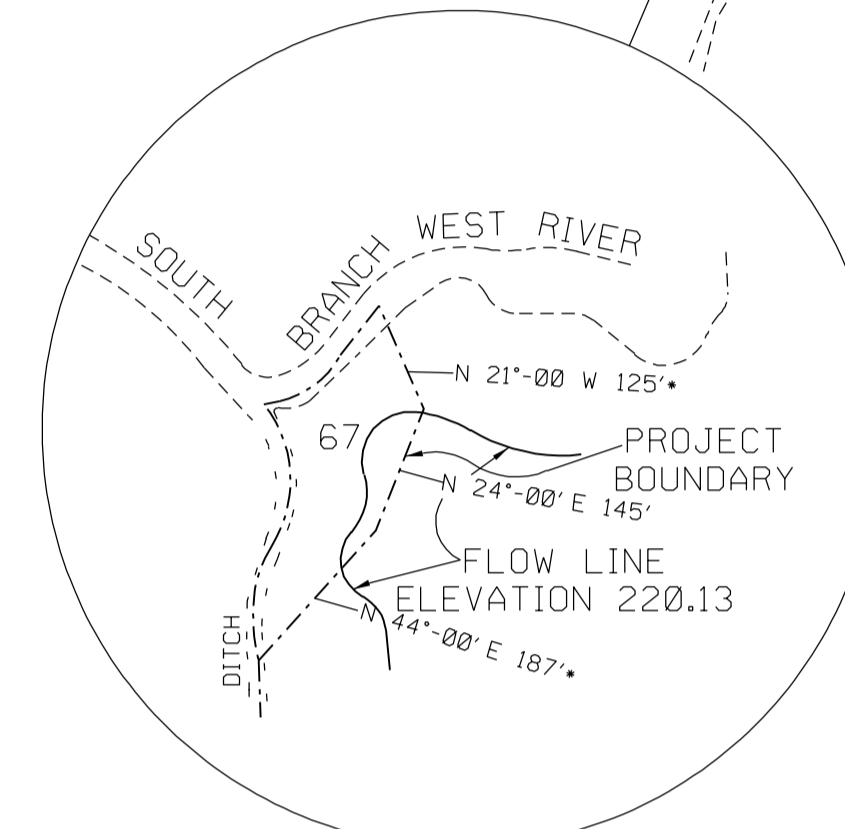 SOUTH
BRANCH
WEST RIVER
N 21°-00 W 125'*
67
PROJECT
BOUNDARY
N 24°-00' E 145'
FLOW LINE
ELEVATION 220.13
N 44°-00' E 187'*
DITCH